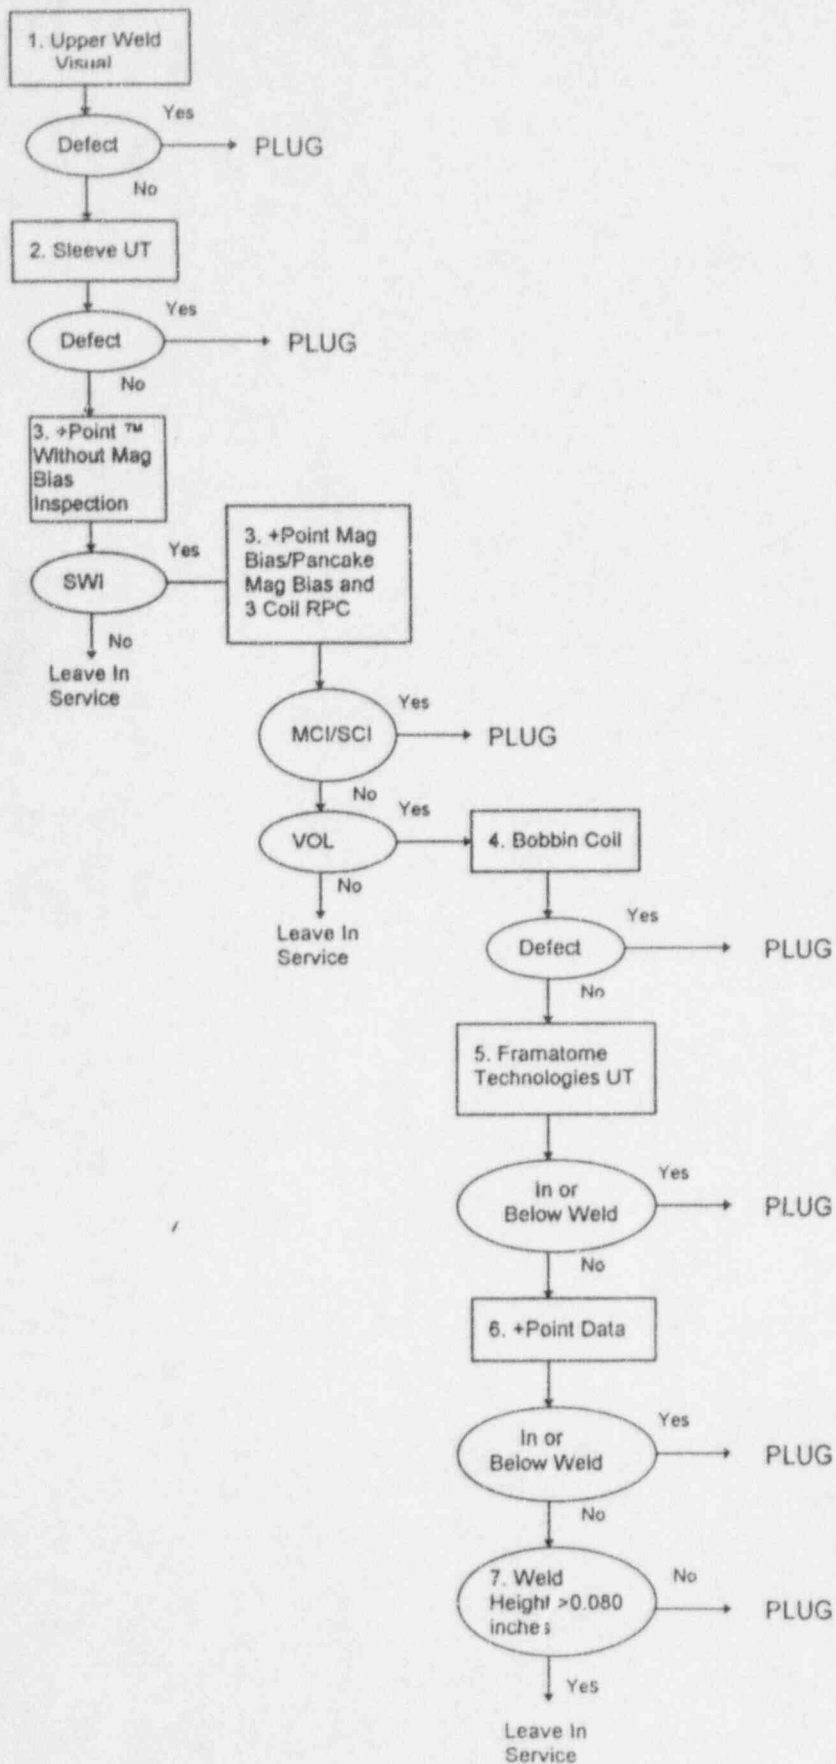 1. Upper Weld
Visual
Yes
Defect
PLUG
No
2. Sleeve UT
Yes
Defect
PLUG
No
3. +Point ™
Without Mag
Bias
Inspection
3. +Point Mag
Bias/Pancake
Mag Bias and
3 Coil RPC
Yes
SWI
No
Leave In
Service
Yes
MCI/SCI
PLUG
No
Yes
VOL
4. Bobbin Coil
No
Leave In
Service
Yes
Defect
PLUG
No
5. Framatome
Technologies UT
In or
Below Weld
Yes
PLUG
No
6. +Point Data
In or
Below Weld
Yes
PLUG
No
7. Weld
Height >0.080
inches
No
PLUG
Yes
Leave In
Service